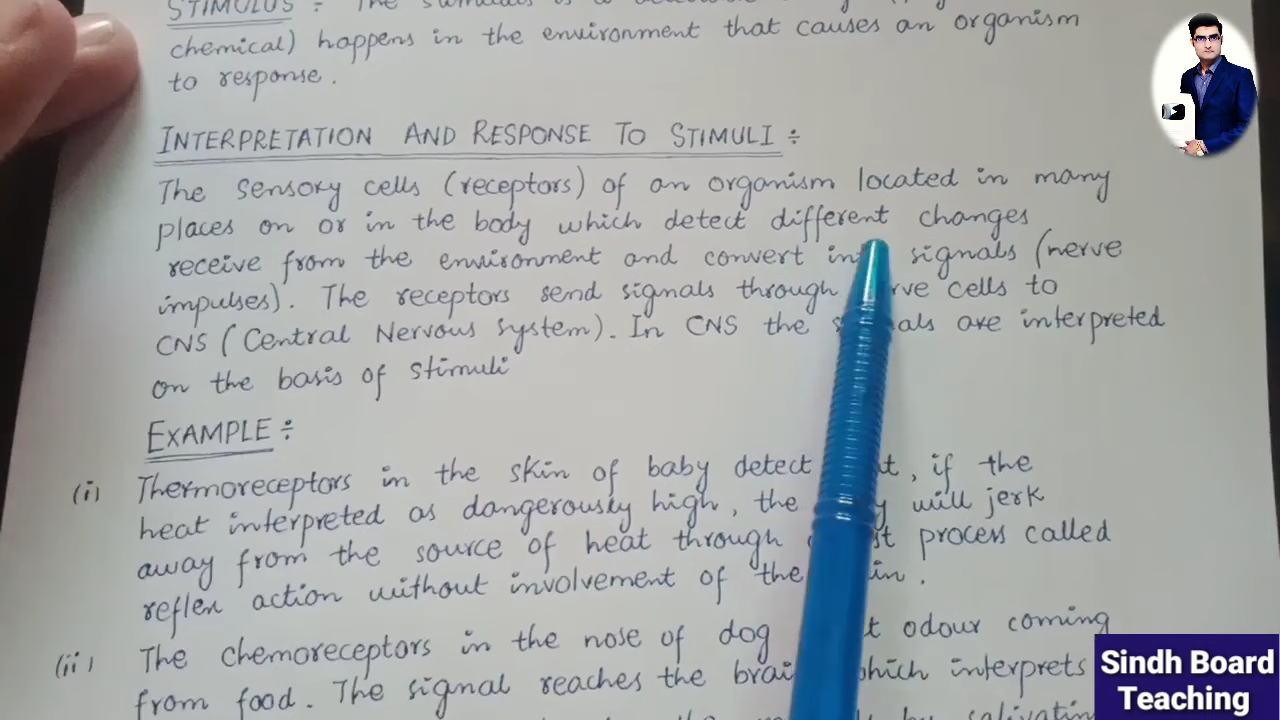 STIMULUS :- The stimulus is a
chemical) happens in the environment that causes an organism
to response.
INTERPRETATION AND RESPONSE TO STIMULI :-
The sensory cells (receptors) of an organism located in many
places on or in the body which detect different changes
receive from the environment and convert signals (nerve
impulses). The receptors send signals through cells to
CNS (Central Nervous System). In CNS the are interpreted
on the basis of stimuli
EXAMPLE :-
(i) Thermoreceptors in the skin of baby detect , if the
heat interpreted as dangerously high, the will jerk
away from the source of heat through process called
reflex action without involvement of the .
(ii) The chemoreceptors in the nose of dog odour coming
from food. The signal reaches the which interprets
by
Sindh Board
Teaching